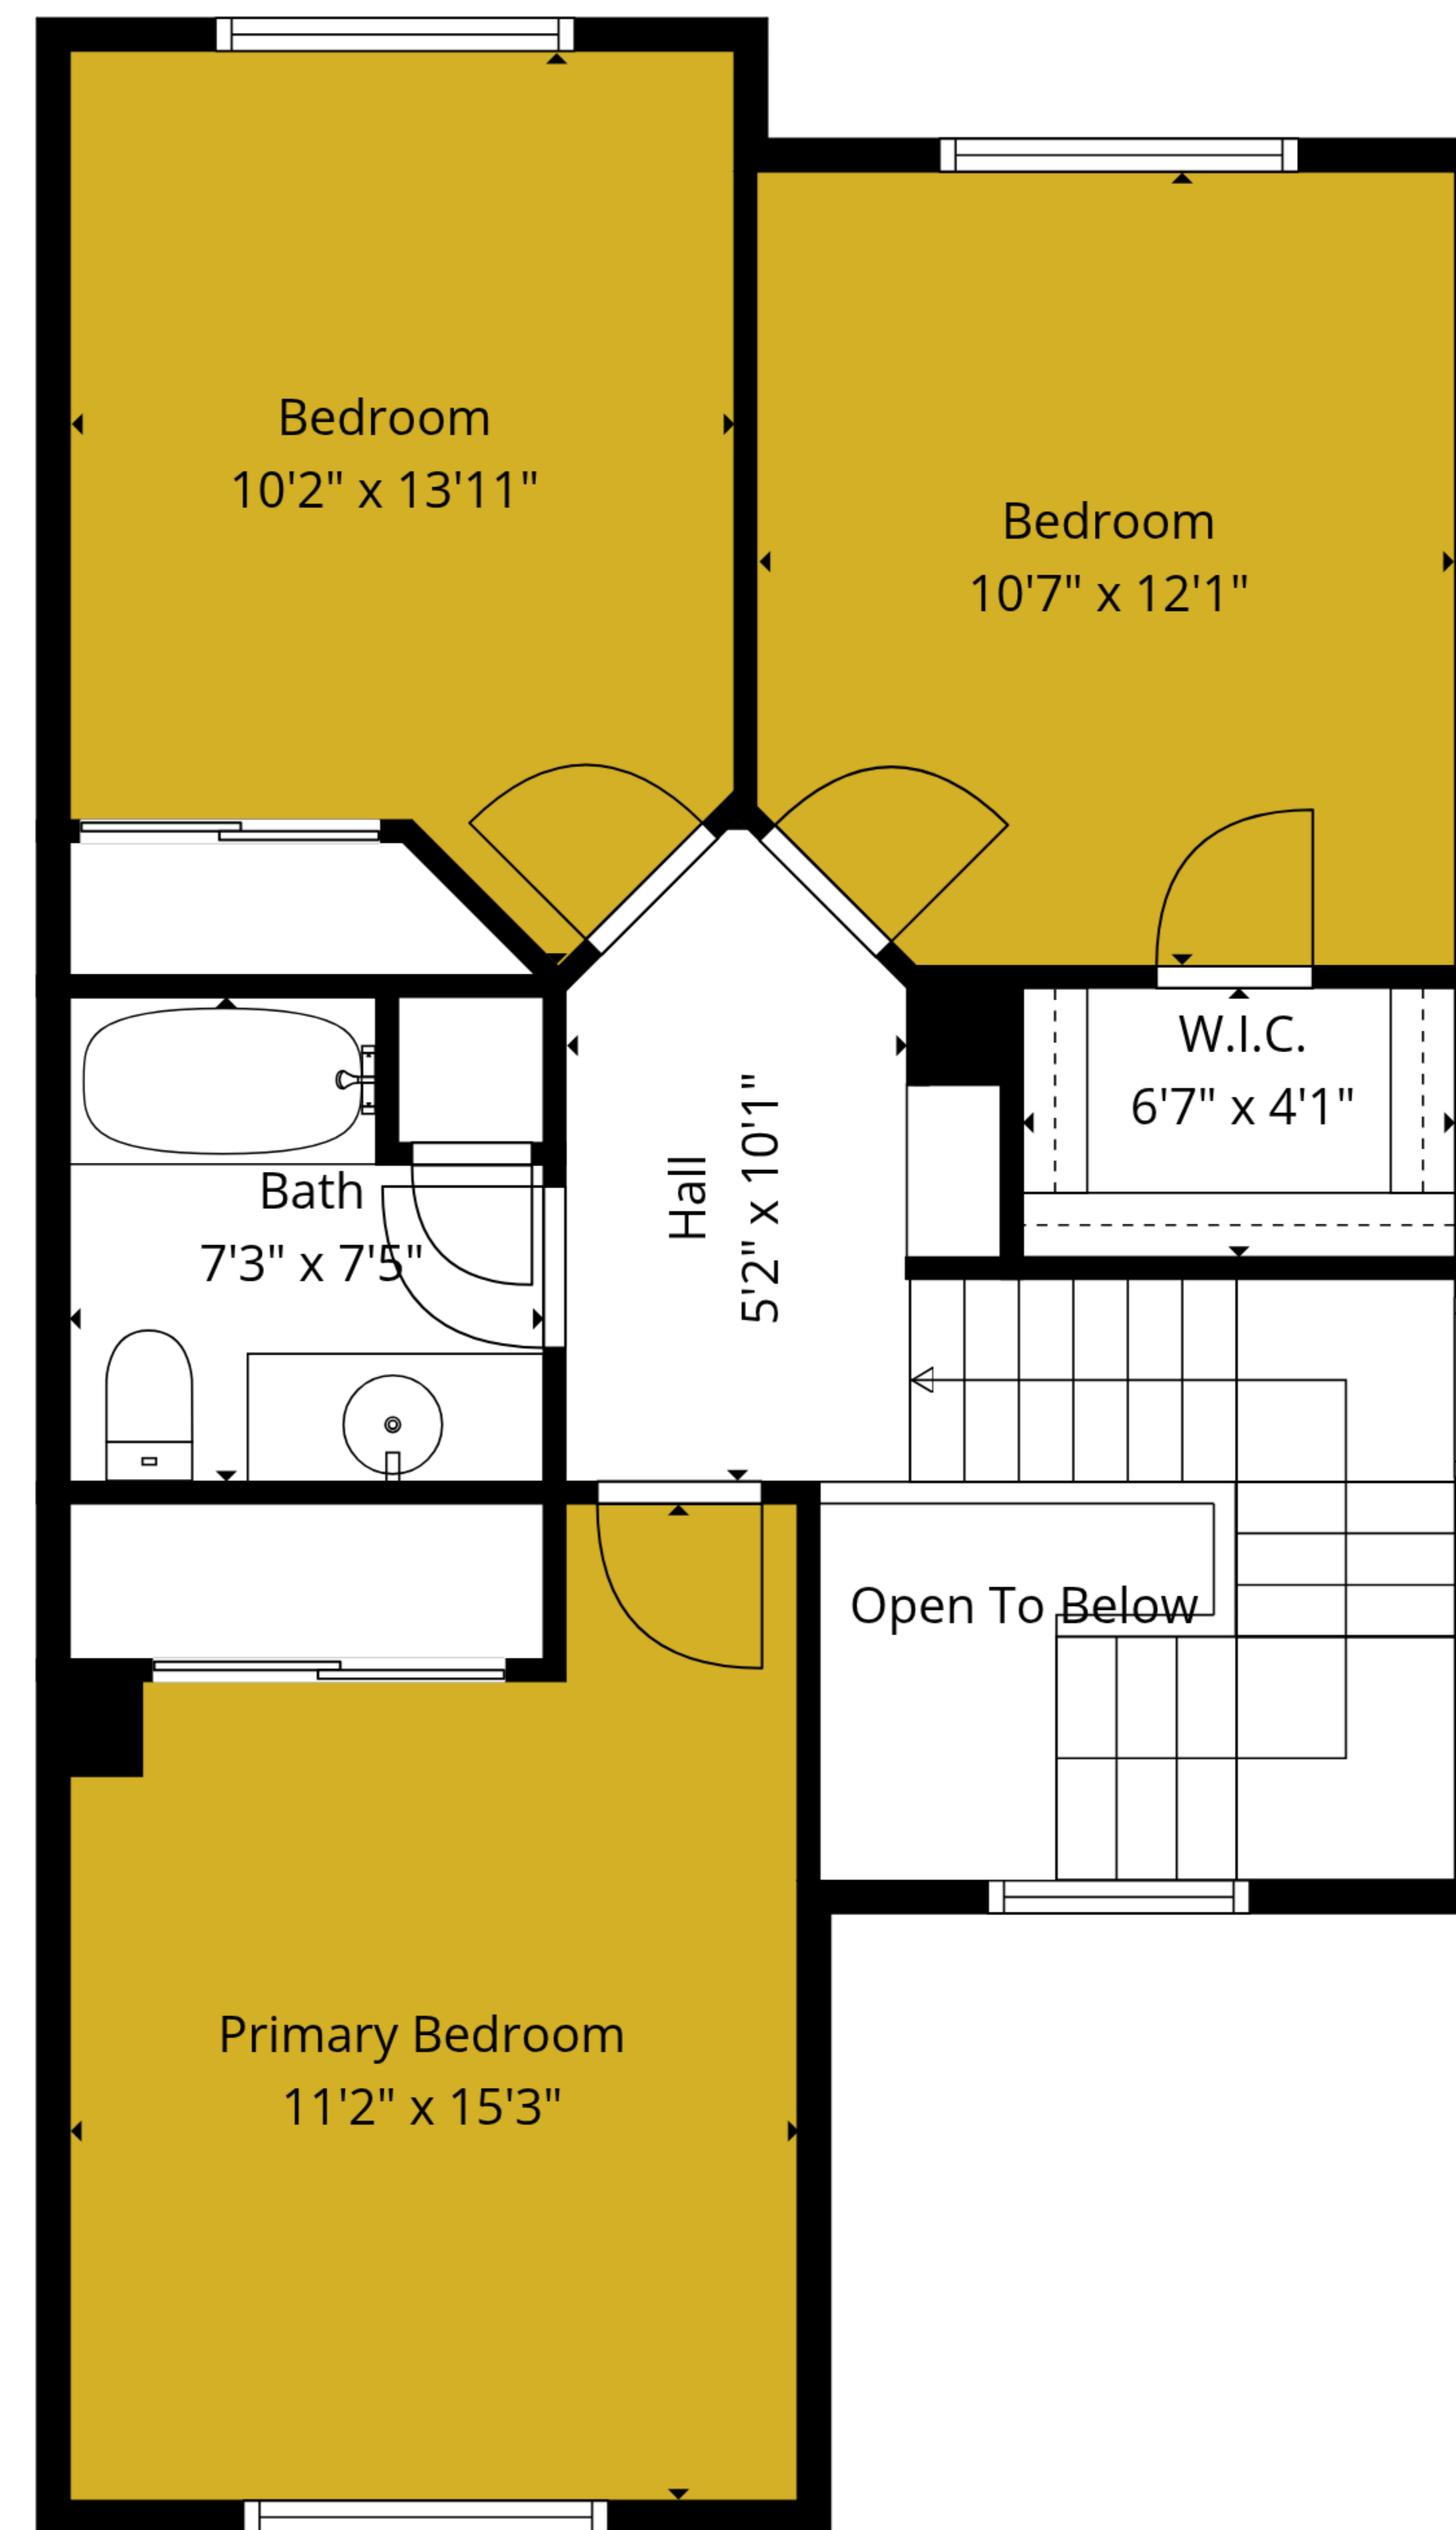 Bedroom
10'2" x 13'11"
Bedroom
10'7" x 12'1"
W.I.C.
6'7" x 4'1"
Hall
5'2" x 10'1"
Bath
7'3" x 7'5"
Open To Below
Primary Bedroom
11'2" x 15'3"